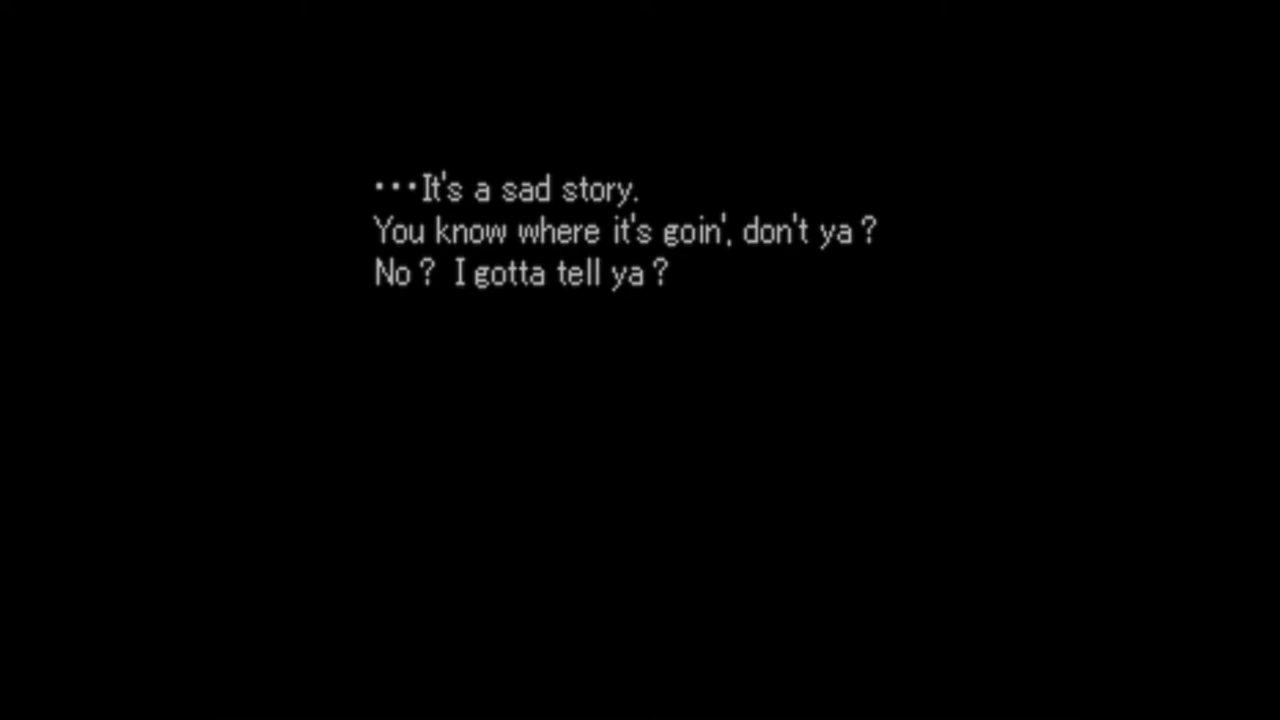 ･･･It's a sad story.
You know where it's goin', don't ya?
No? I gotta tell ya?